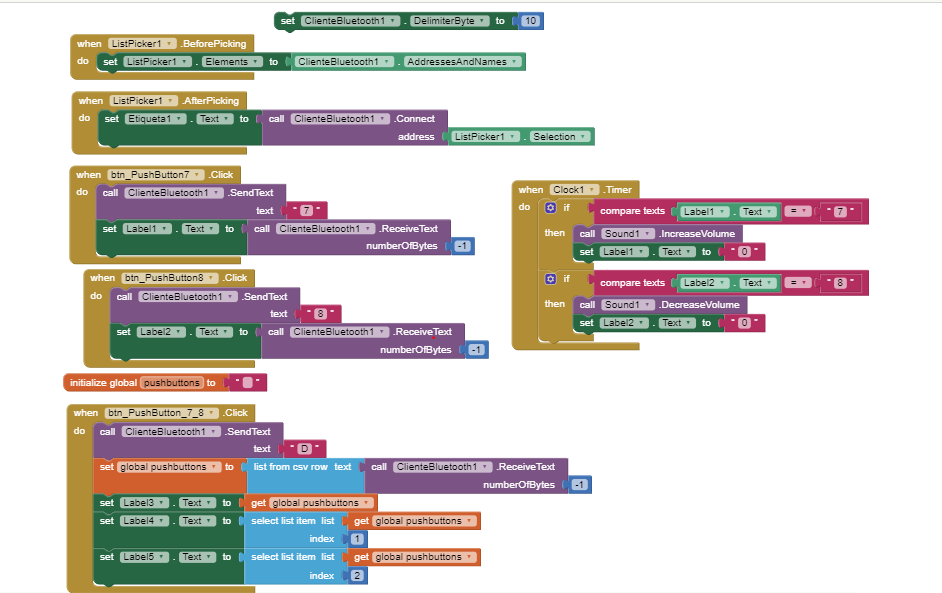 set ClienteBluetooth1 . DelimiterByte to 10
when ListPicker1 .BeforePicking
do set ListPicker1 . Elements to ClienteBluetooth1 . AddressesAndNames
when ListPicker1 .AfterPicking
do set Etiqueta1 . Text to call ClienteBluetooth1 .Connect
address ListPicker1 . Selection
when btn_PushButton7 .Click
do call ClienteBluetooth1 .SendText
text " 7 "
set Label1 . Text to call ClienteBluetooth1 .ReceiveText
numberOfBytes -1
when btn_PushButton8 .Click
do call ClienteBluetooth1 .SendText
text " 8 "
set Label2 . Text to call ClienteBluetooth1 .ReceiveText
numberOfBytes -1
when Clock1 .Timer
do if compare texts Label1 . Text = " 7 "
then call Sound1 .IncreaseVolume
set Label1 . Text to " 0 "
if compare texts Label2 . Text = " 8 "
then call Sound1 .DecreaseVolume
set Label2 . Text to " 0 "
initialize global pushbuttons to " "
when btn_PushButton_7_8 .Click
do call ClienteBluetooth1 .SendText
text " D "
set global pushbuttons to list from csv row text call ClienteBluetooth1 .ReceiveText
numberOfBytes -1
set Label3 . Text to get global pushbuttons
set Label4 . Text to select list item list get global pushbuttons
index 1
set Label5 . Text to select list item list get global pushbuttons
index 2